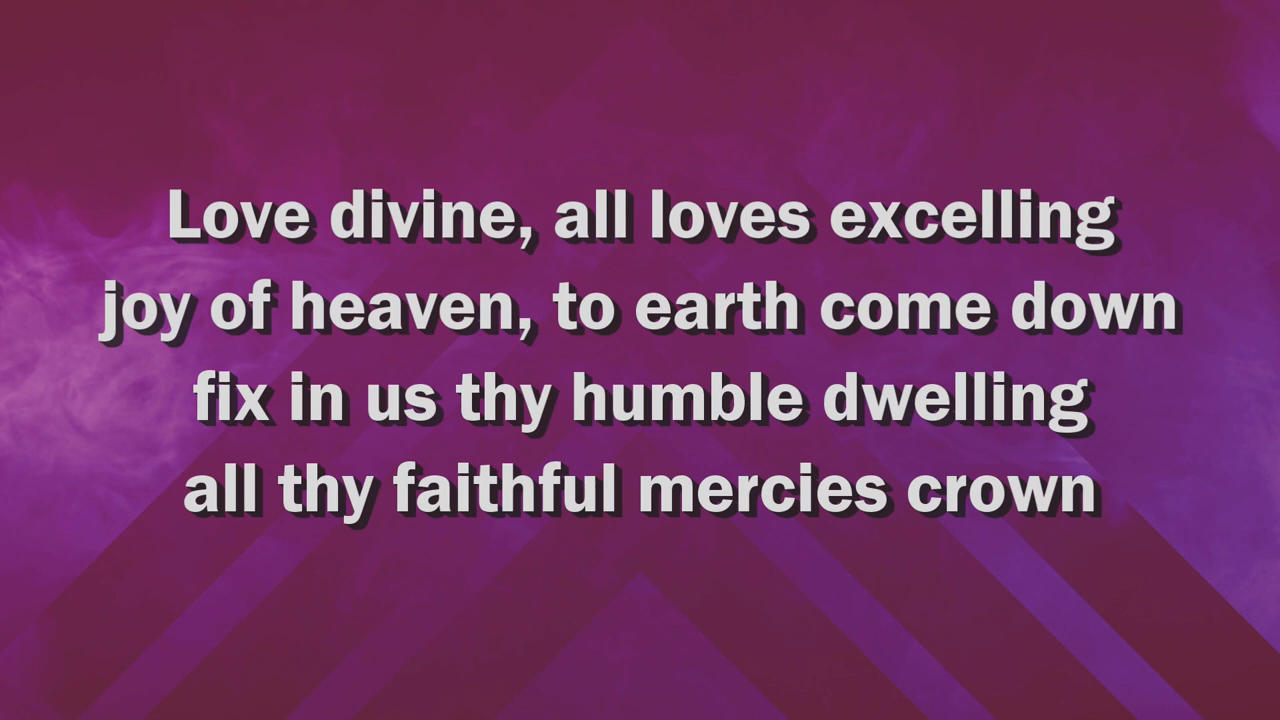 Love divine, all loves excelling
joy of heaven, to earth come down
fix in us thy humble dwelling
all thy faithful mercies crown